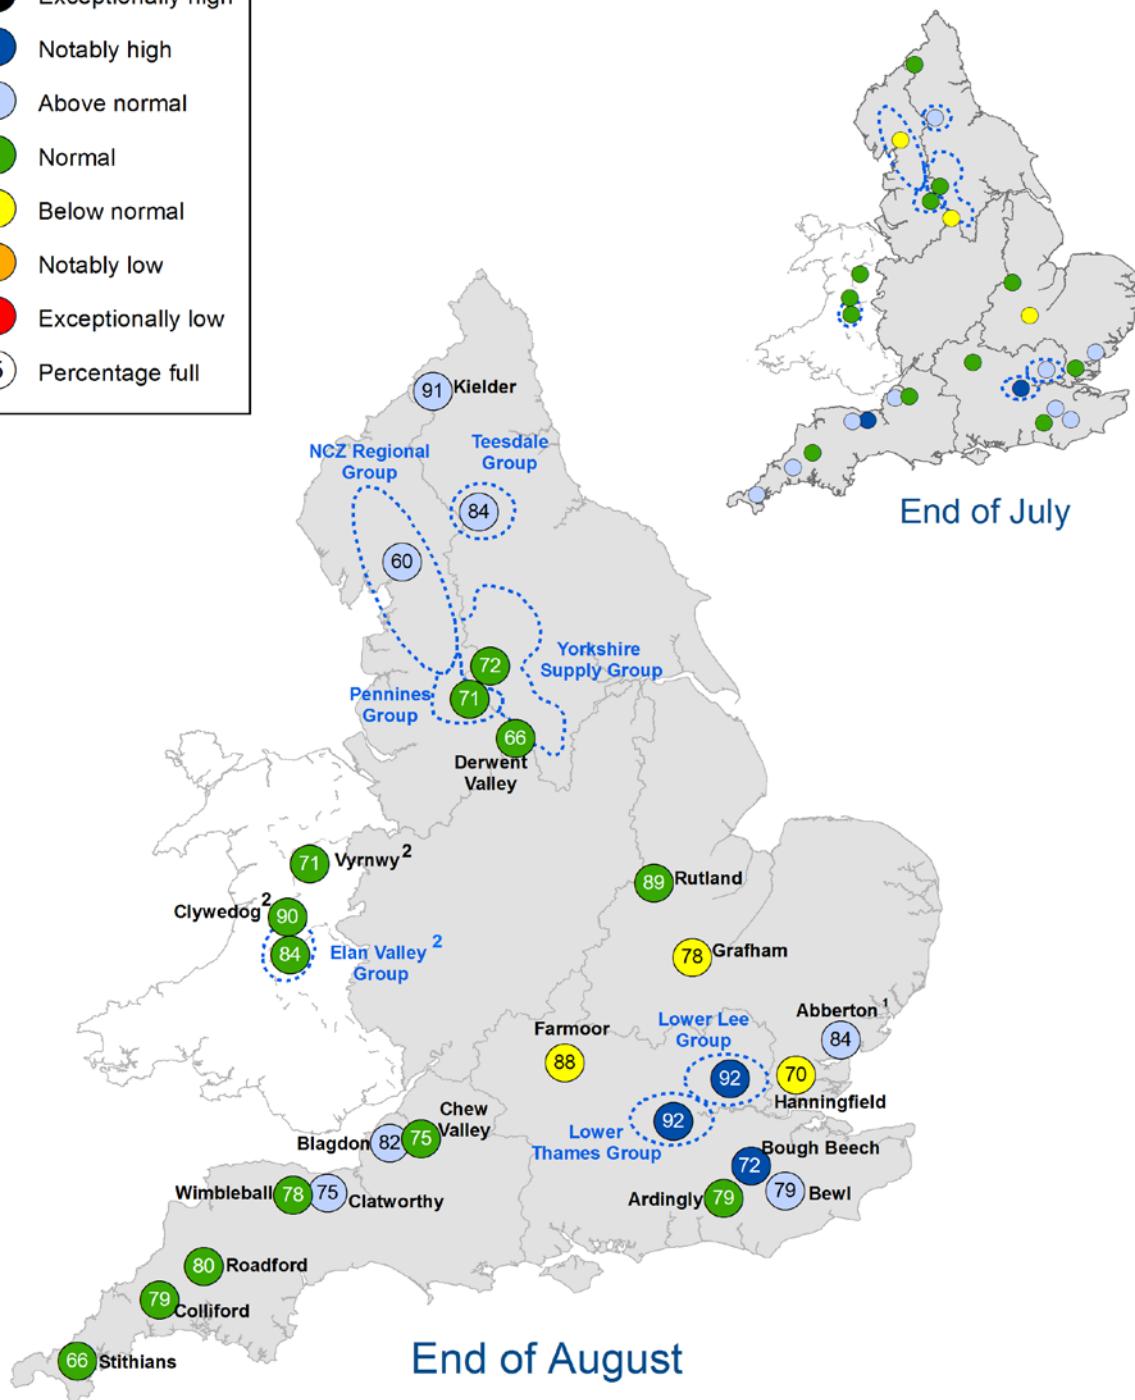 Exceptionally high
Notably high
Above normal
Normal
Below normal
Notably low
Exceptionally low
Percentage full
End of July
91 Kielder
NCZ Regional
Group
Teesdale
Group
84
60
72
Yorkshire
Supply Group
Pennines
Group
71
66
Derwent
Valley
71 Vyrnwy 2
Clywedog 2 90
84 Elan Valley 2
Group
89 Rutland
78 Grafham
Abberton 1
84
Farmoor
88
Lower Lee
Group
92
70
Hanningfield
92
Lower
Thames Group
Chew
Valley
Blagdon 82 75
Bough Beech
72
Ardingly 79
79 Bewl
Wimbleball 78 75 Clatworthy
80 Roadford
79 Colliford
66 Stithians
End of August